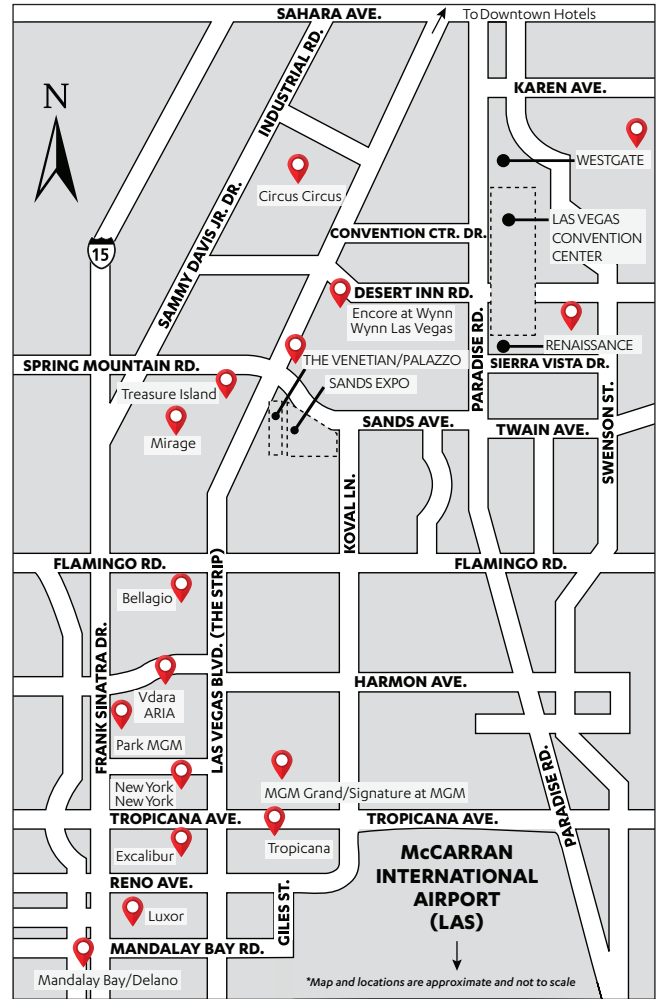 SAHARA AVE.
To Downtown Hotels
INDUSTRIAL RD.
KAREN AVE.
N
WESTGATE
Circus Circus
LAS VEGAS
CONVENTION
CENTER
CONVENTION CTR. DR.
15
SAMMY DAVIS JR. DR.
DESERT INN RD.
Encore at Wynn
Wynn Las Vegas
PARADISE RD.
RENAISSANCE
SPRING MOUNTAIN RD.
THE VENETIAN/PALAZZO
SIERRA VISTA DR.
Treasure Island
SANDS EXPO
Mirage
SANDS AVE.
TWAIN AVE.
SWENSON ST.
KOVAL LN.
FLAMINGO RD.
FLAMINGO RD.
Bellagio
LAS VEGAS BLVD. (THE STRIP)
FRANK SINATRA DR.
HARMON AVE.
Vdara
ARIA
Park MGM
New York
New York
MGM Grand/Signature at MGM
PARADISE RD.
TROPICANA AVE.
TROPICANA AVE.
Excalibur
Tropicana
McCARRAN
INTERNATIONAL
AIRPORT
(LAS)
RENO AVE.
GILES ST.
Luxor
MANDALAY BAY RD.
Mandalay Bay/Delano
*Map and locations are approximate and not to scale